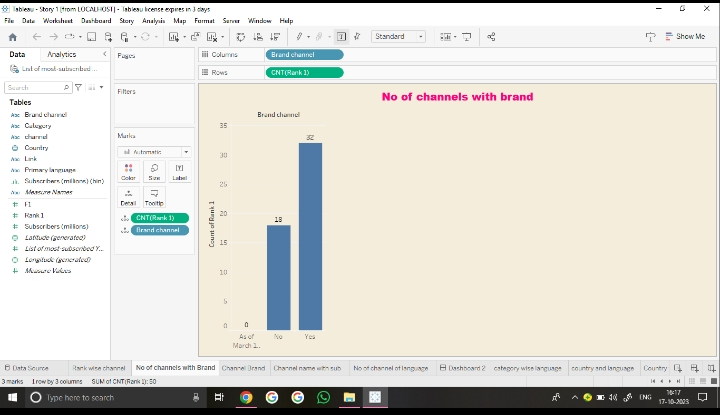 Tableau - Story 1 [from LOCALHOST] - Tableau license expires in 3 days
File Data Worksheet Dashboard Story Analysis Map Format Server Window Help
Standard
Show Me
Data Analytics
List of most-subscribed ...
Search
Tables
Abc Brand channel
Abc Category
Abc channel
Country
Abc Link
Abc Primary language
Subscribers (millions) (bin)
Abc Measure Names
# F1
# Rank 1
# Subscribers (millions)
Latitude (generated)
# List of most-subscribed Y...
Longitude (generated)
# Measure Values
Pages
Filters
Marks
Automatic
Color Size Label
Detail Tooltip
CNT(Rank 1)
Brand channel
Columns Brand channel
Rows CNT(Rank 1)
No of channels with brand
Brand channel
Count of Rank 1
35
30
25
20
15
10
5
0
0
18
32
As of March 1..
No
Yes
Data Source Rank wise channel No of channels with Brand Channel Brand Channel name with sub No of channel of language Dashboard 2 category wise language country and language Country
3 marks 1 row by 3 columns SUM of CNT(Rank 1): 50
Type here to search
ENG
16:17
17-10-2023